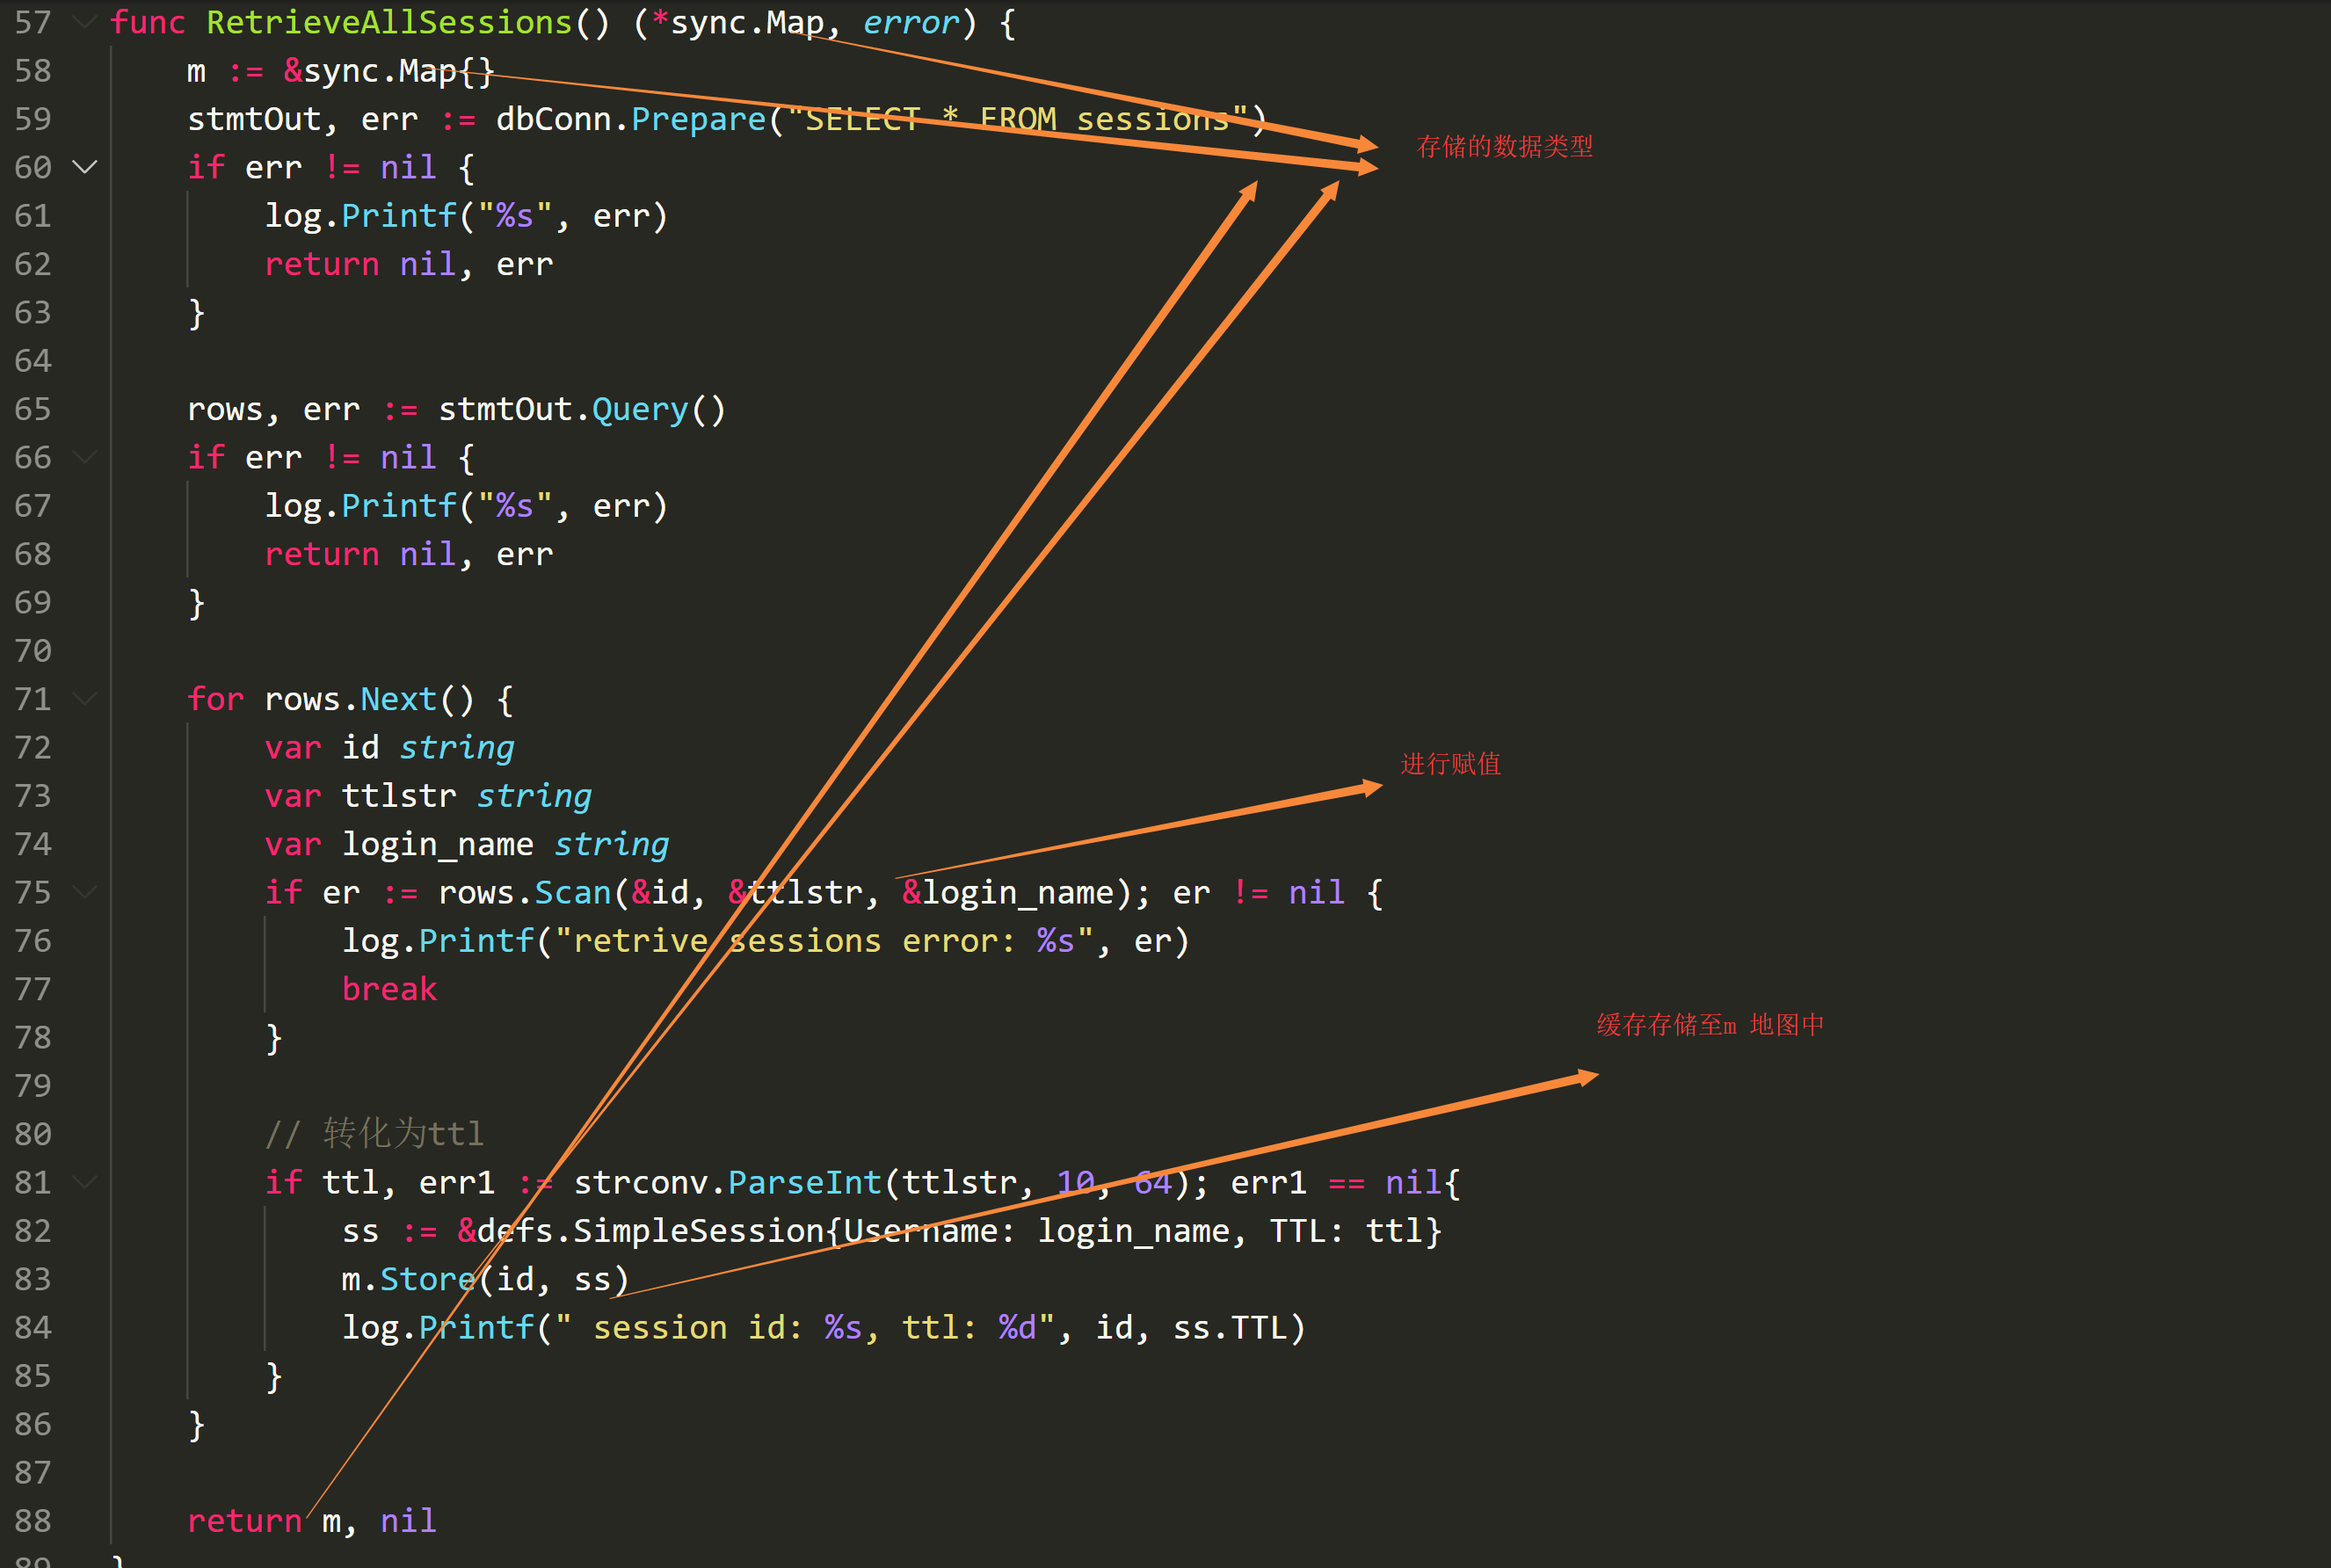 57 func RetrieveAllSessions() (*sync.Map, error) {
58 m := &sync.Map{}
59 stmtOut, err := dbConn.Prepare("SELECT * FROM sessions")
存储的数据类型
60 if err != nil {
61 log.Printf("%s", err)
62 return nil, err
63 }
64
65 rows, err := stmtOut.Query()
66 if err != nil {
67 log.Printf("%s", err)
68 return nil, err
69 }
70
71 for rows.Next() {
72 var id string
进行赋值
73 var ttlstr string
74 var login_name string
75 if er := rows.Scan(&id, &ttlstr, &login_name); er != nil {
76 log.Printf("retrive sessions error: %s", er)
77 break
缓存存储至m 地图中
78 }
79
80 // 转化为ttl
81 if ttl, err1 := strconv.ParseInt(ttlstr, 10, 64); err1 == nil{
82 ss := &defs.SimpleSession{Username: login_name, TTL: ttl}
83 m.Store(id, ss)
84 log.Printf(" session id: %s, ttl: %d", id, ss.TTL)
85 }
86 }
87
88 return m, nil
89 }